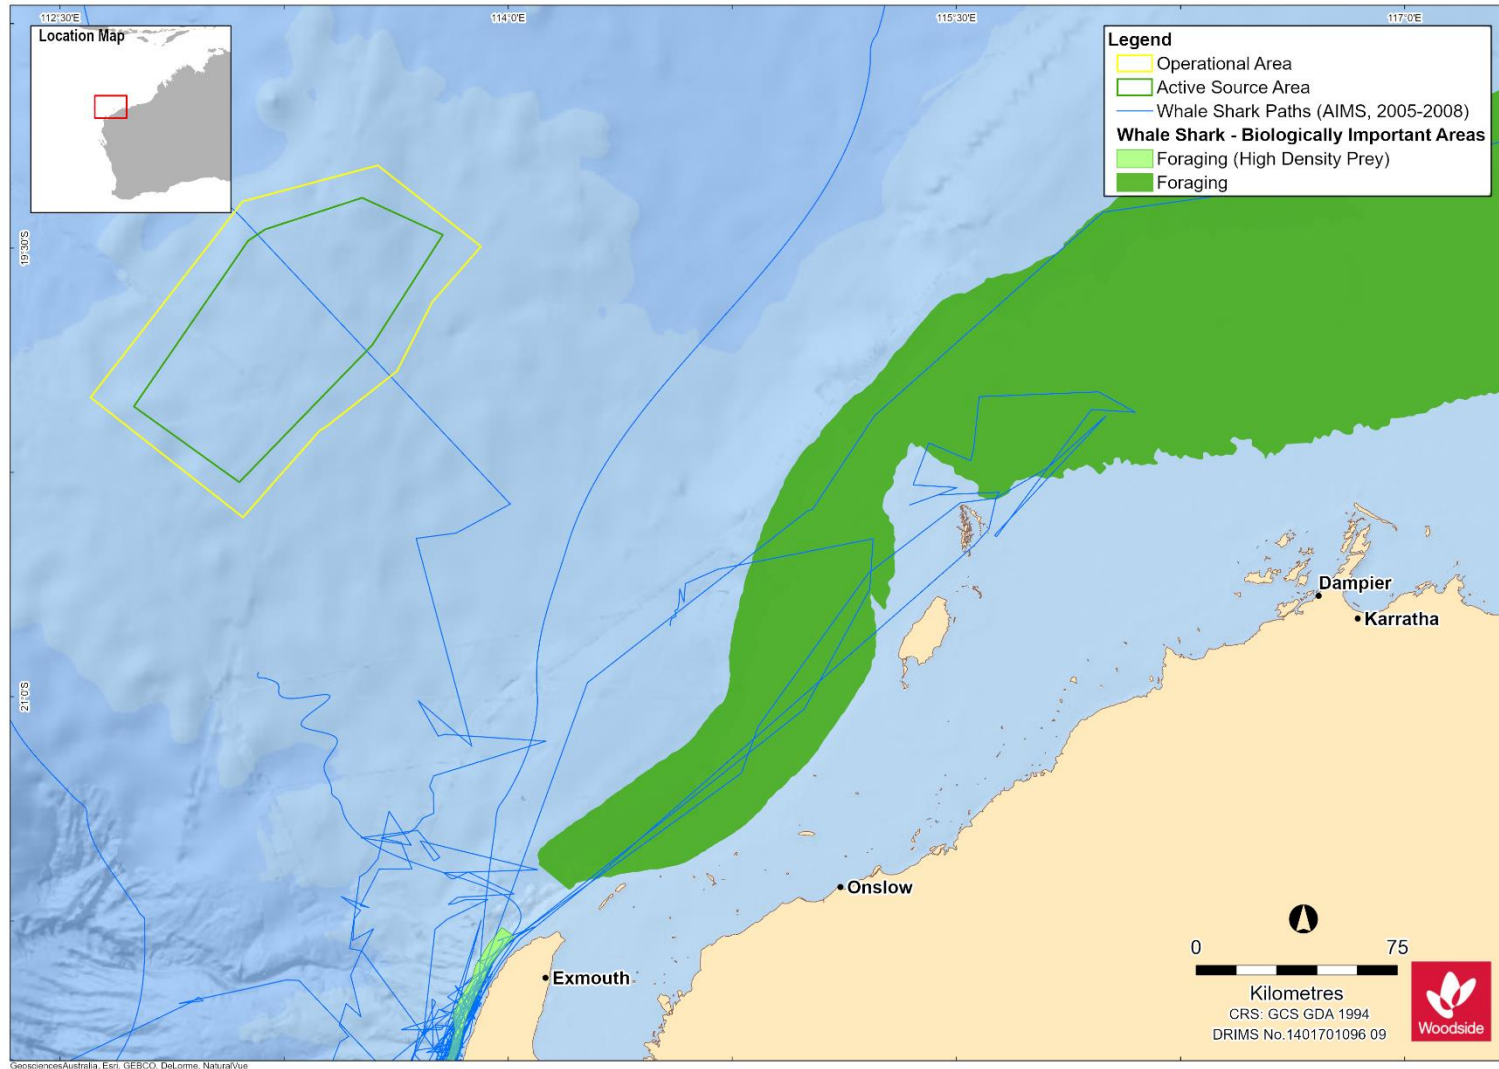 112°30'E
114°0'E
115°30'E
117°0'E
Location Map
Legend
Operational Area
Active Source Area
Whale Shark Paths (AIMS, 2005-2008)
Whale Shark - Biologically Important Areas
Foraging (High Density Prey)
Foraging
19°30'S
21°0'S
Dampier
Karratha
Onslow
Exmouth
0 75
Kilometres
CRS: GCS GDA 1994
DRIMS No.1401701096 09
Woodside
GeosciencesAustralia, Esri, GEBCO, DeLorme, NaturalVue